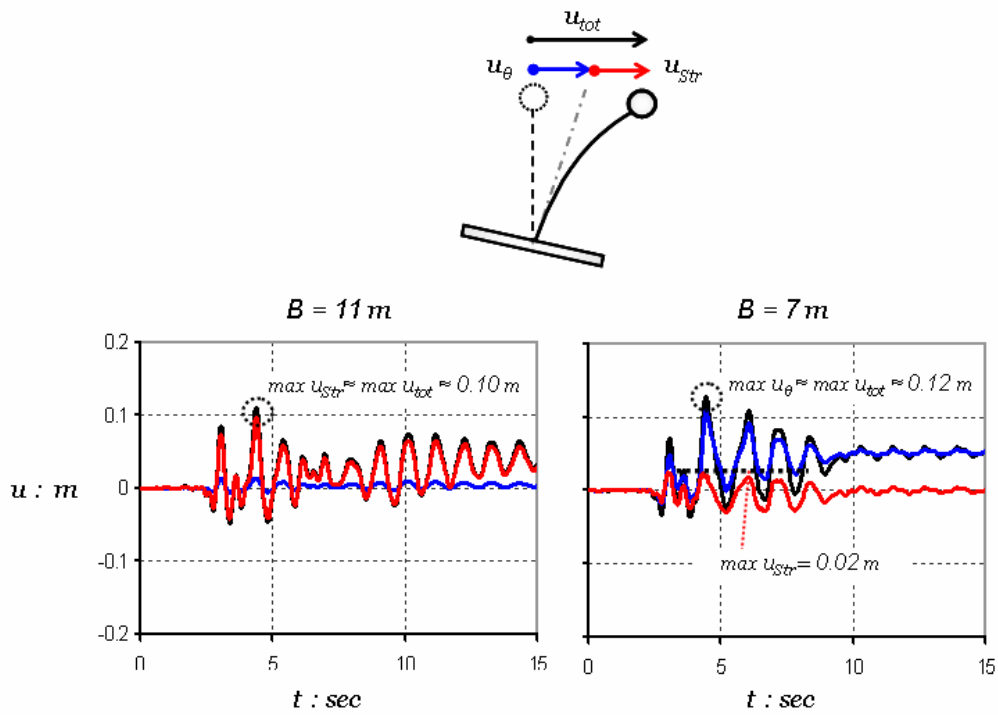 u_tot
u_θ
u_Str
B = 11 m
B = 7 m
0.2
0.1
0
-0.1
-0.2
u : m
max u_Str ≈ max u_tot ≈ 0.10 m
max u_θ ≈ max u_tot ≈ 0.12 m
max u_Str = 0.02 m
0 5 10 15
0 5 10 15
t : sec
t : sec